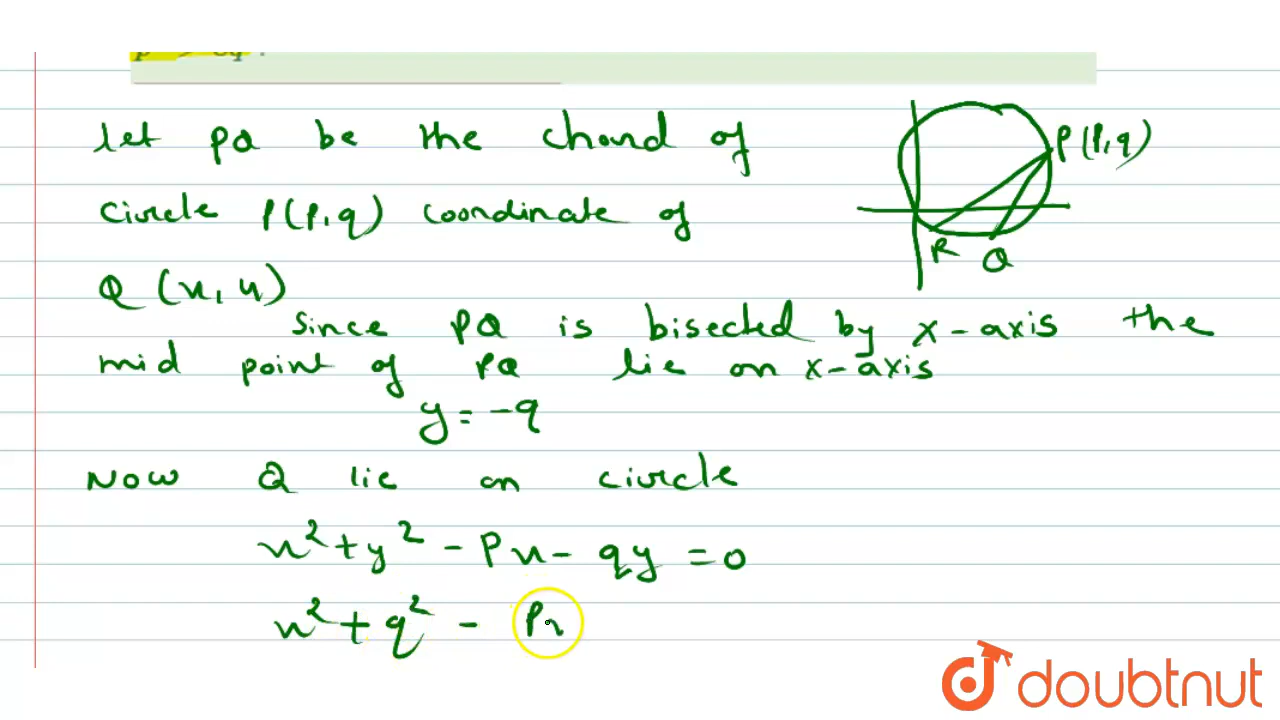 let PQ be the chord of
circle P(P,q) coordinate of
Q (x, y)
since PQ is bisected by x-axis the
mid point of PQ lie on x-axis
y = -q
Now Q lie on circle
x² + y² - Px - qy = 0
x² + q² - Px
P(P,q)
R
Q
doubtnut